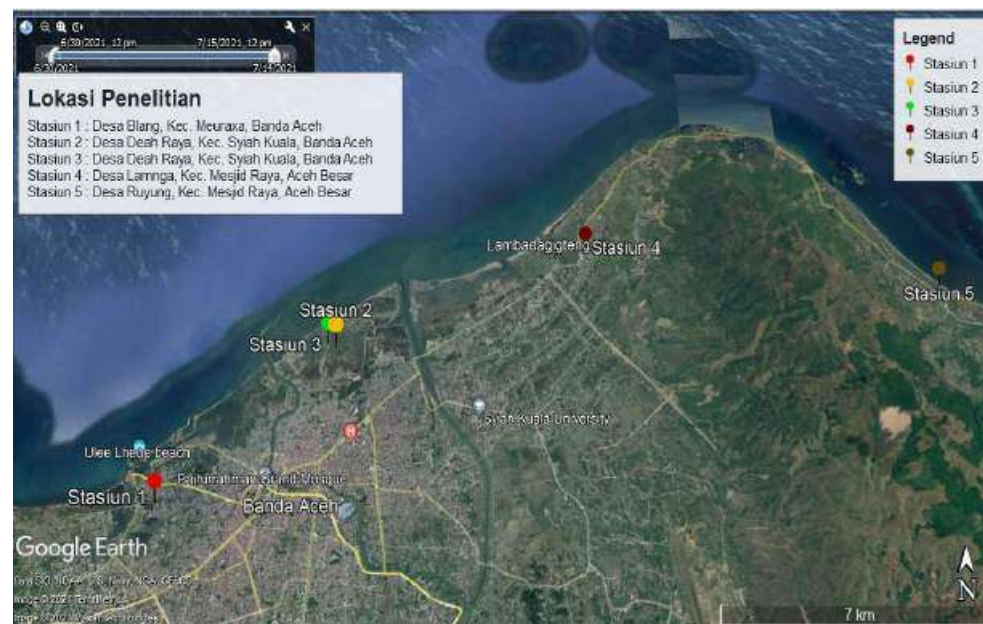 6/30/2021 12 pm 7/15/2021 12 pm
Lokasi Penelitian
Stasiun 1 : Desa Blang, Kec. Meuraxa, Banda Aceh
Stasiun 2 : Desa Deah Raya, Kec. Syiah Kuala, Banda Aceh
Stasiun 3 : Desa Deah Raya, Kec. Syiah Kuala, Banda Aceh
Stasiun 4 : Desa Lamnga, Kec. Mesjid Raya, Aceh Besar
Stasiun 5 : Desa Ruyung, Kec. Mesjid Raya, Aceh Besar
Legend
Stasiun 1
Stasiun 2
Stasiun 3
Stasiun 4
Stasiun 5
Stasiun 4
Stasiun 5
Stasiun 2
Stasiun 3
Syiah Kuala University
Ulee Lheue beach
Grand Mosque
Stasiun 1
Banda Aceh
Google Earth
7 km
N